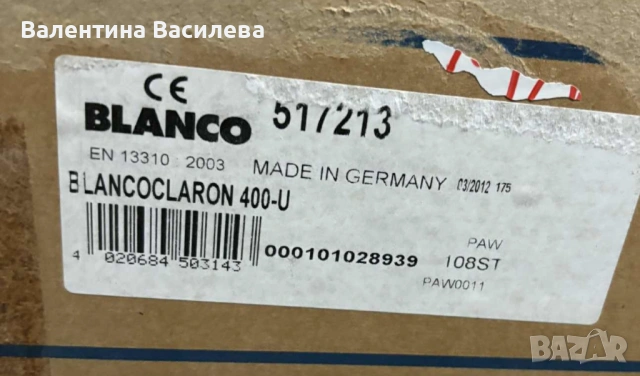 Валентина Василева
CE
BLANCO 517213
EN 13310 : 2003 MADE IN GERMANY 03/2012 175
BLANCOCLARON 400-U
4 020684 503143 000101028939
PAW
108ST
PAW0011
BAZAR